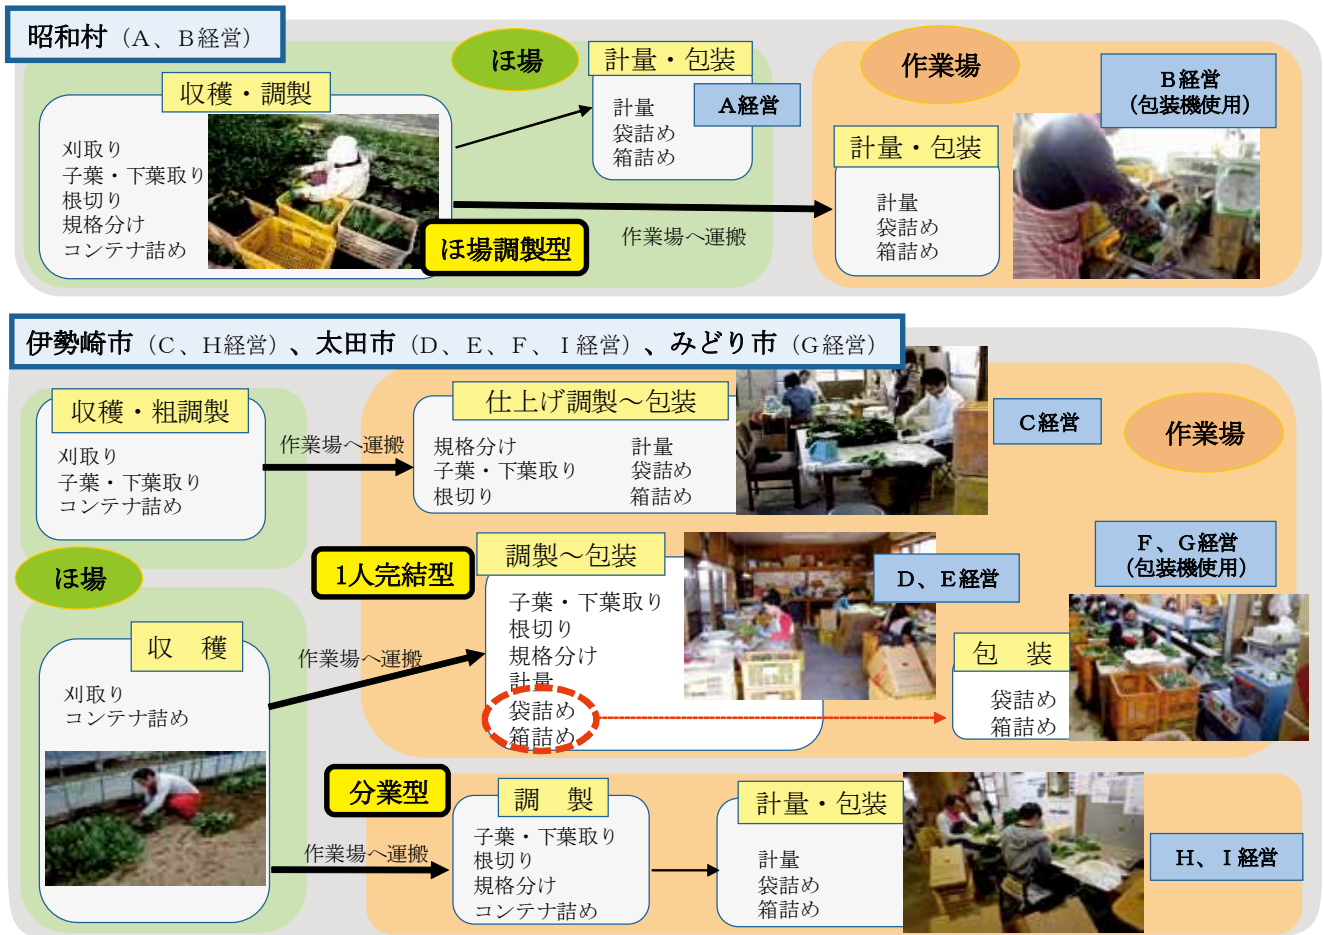 昭和村（A、B経営）
ほ場
収穫・調製
刈取り
子葉・下葉取り
根切り
規格分け
コンテナ詰め
計量・包装
A経営
計量
袋詰め
箱詰め
ほ場調製型
作業場へ運搬
作業場
B経営
（包装機使用）
計量・包装
計量
袋詰め
箱詰め
伊勢崎市（C、H経営）、太田市（D、E、F、I経営）、みどり市（G経営）
収穫・粗調製
刈取り
子葉・下葉取り
コンテナ詰め
作業場へ運搬
仕上げ調製～包装
規格分け
子葉・下葉取り
根切り
計量
袋詰め
箱詰め
C経営
作業場
ほ場
1人完結型
調製～包装
子葉・下葉取り
根切り
規格分け
計量
袋詰め
箱詰め
D、E経営
F、G経営
（包装機使用）
包　装
袋詰め
箱詰め
収　穫
刈取り
コンテナ詰め
作業場へ運搬
分業型
作業場へ運搬
調　製
子葉・下葉取り
根切り
規格分け
コンテナ詰め
計量・包装
計量
袋詰め
箱詰め
H、I経営